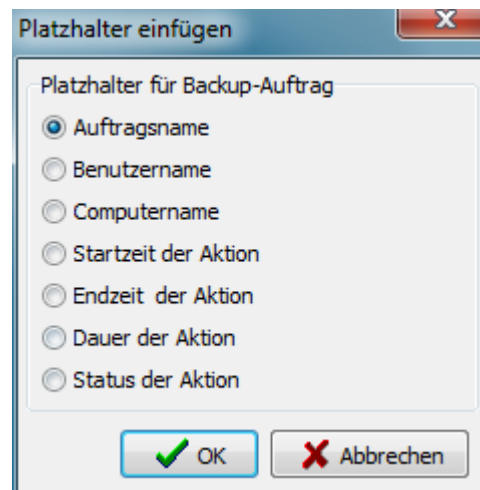 Platzhalter einfügen
Platzhalter für Backup-Auftrag
Auftragsname
Benutzername
Computername
Startzeit der Aktion
Endzeit  der Aktion
Dauer der Aktion
Status der Aktion
OK
Abbrechen